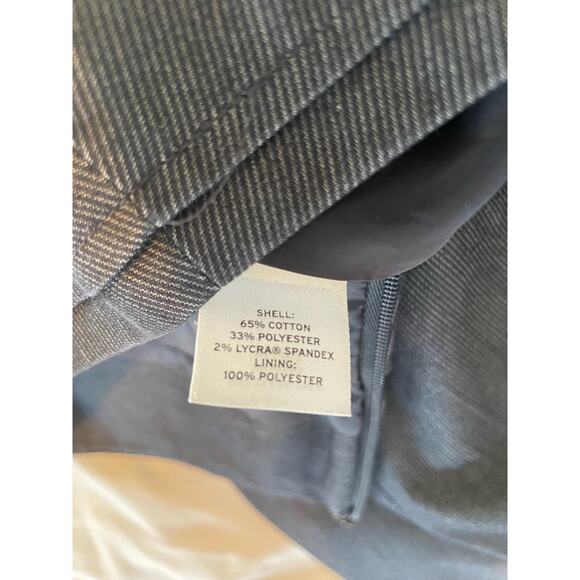 SHELL:
65% COTTON
33% POLYESTER
2% LYCRA® SPANDEX
LINING:
100% POLYESTER